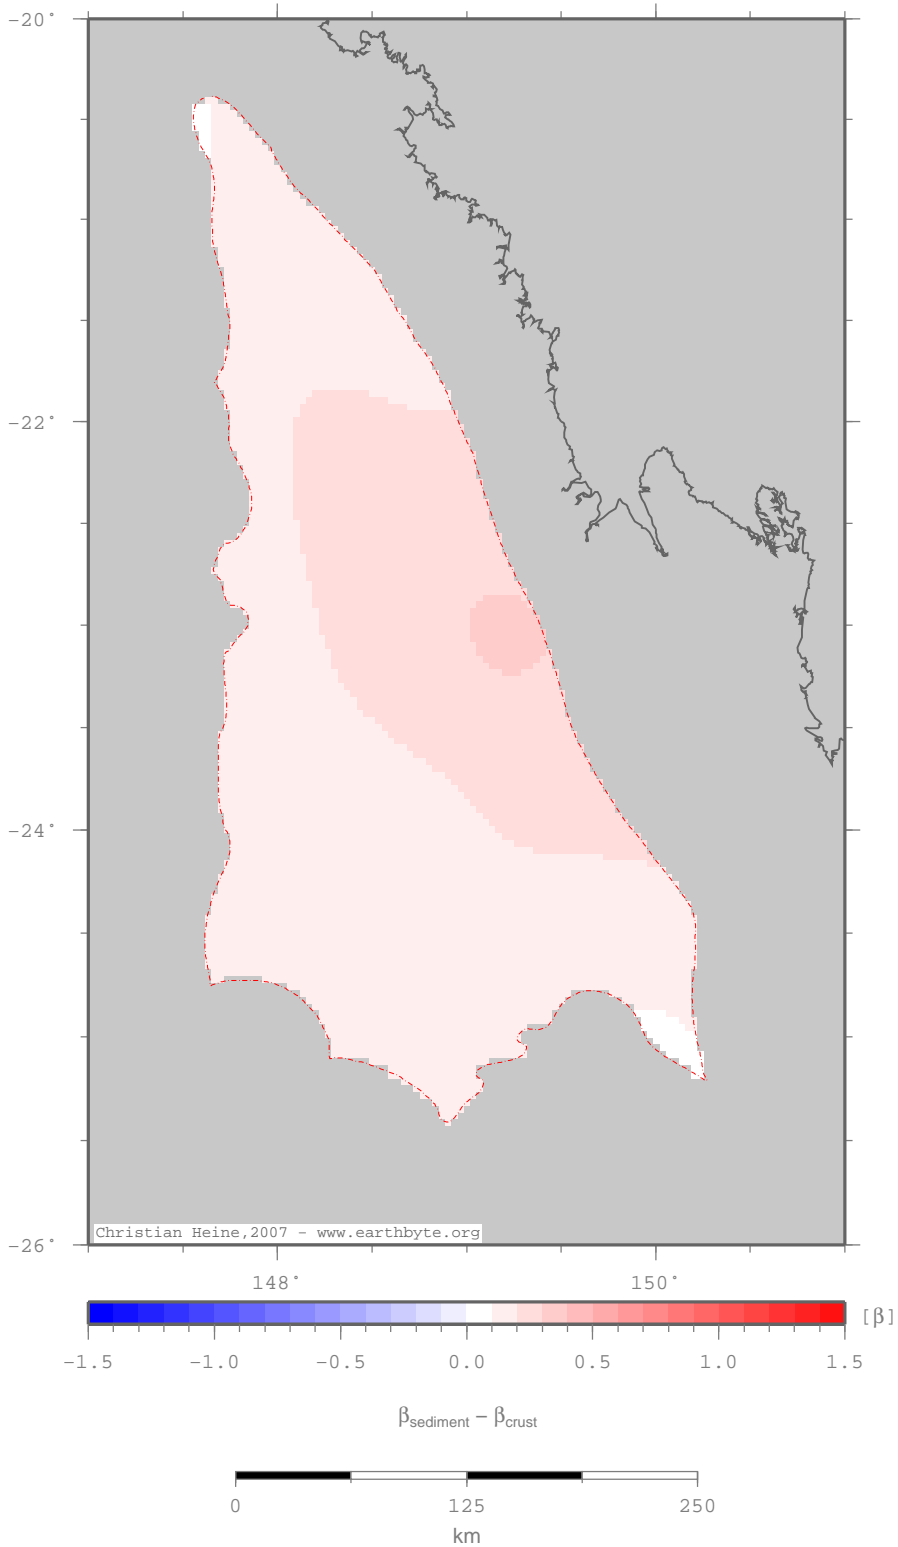 −20°
−22°
−24°
−26°
Christian Heine,2007 − www.earthbyte.org
148° 150°
[β]
−1.5 −1.0 −0.5 0.0 0.5 1.0 1.5
βsediment − βcrust
0 125 250
km